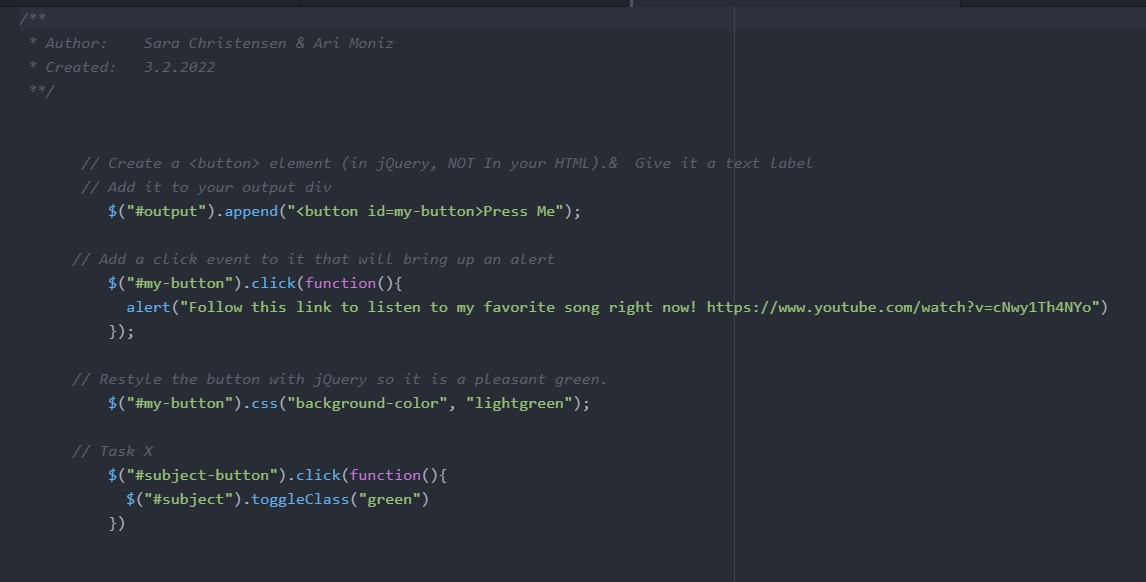 /**
 * Author:    Sara Christensen & Ari Moniz
 * Created:   3.2.2022
 **/
// Create a <button> element (in jQuery, NOT In your HTML).&  Give it a text label
// Add it to your output div
$("#output").append("<button id=my-button>Press Me");
// Add a click event to it that will bring up an alert
$("#my-button").click(function(){
alert("Follow this link to listen to my favorite song right now! https://www.youtube.com/watch?v=cNwy1Th4NYo")
});
// Restyle the button with jQuery so it is a pleasant green.
$("#my-button").css("background-color", "lightgreen");
// Task X
$("#subject-button").click(function(){
$("#subject").toggleClass("green")
})